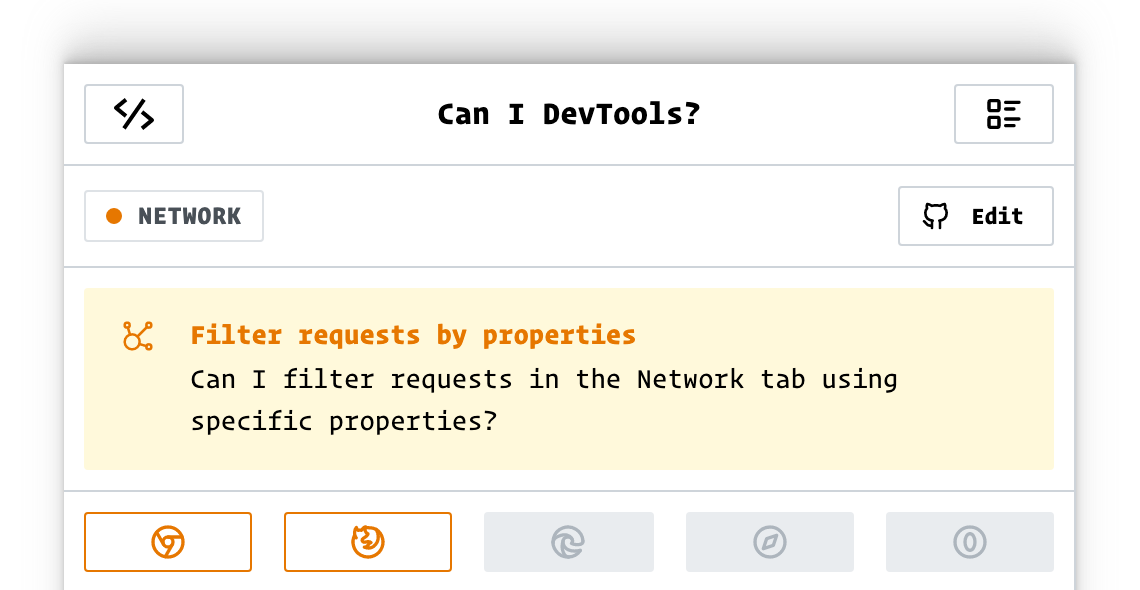 Can I DevTools?
NETWORK
Edit
Filter requests by properties
Can I filter requests in the Network tab using
specific properties?